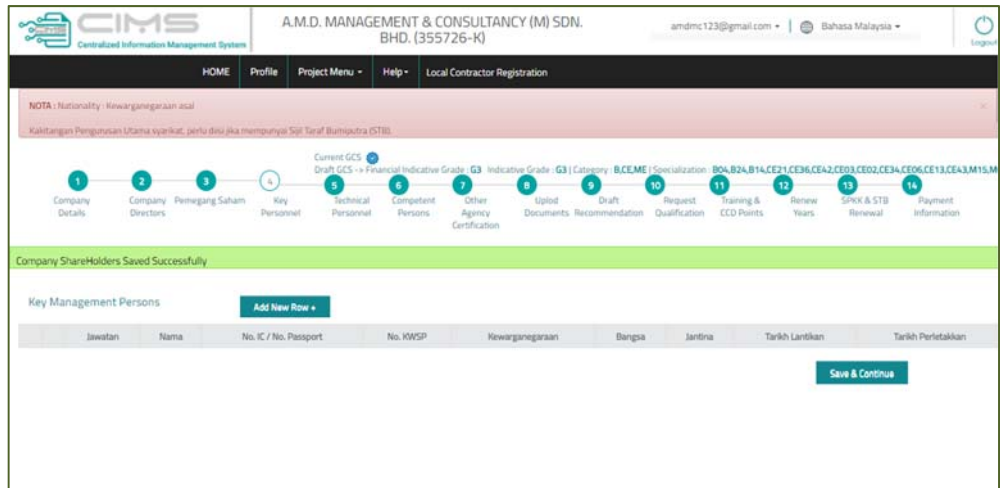 CIMS
Centralized Information Management System
A.M.D. MANAGEMENT & CONSULTANCY (M) SDN.
BHD. (355726-K)
amdmc123@gmail.com
Bahasa Malaysia
Logout
HOME Profile Project Menu Help Local Contractor Registration
NOTA : Nationality : Kewarganegaraan asal
×
Kakitangan Pengurusan Utama syarikat, perlu diisi jika mempunyai Sijil Taraf Bumiputra (STB).
Current GCS
Draft GCS -> Financial Indicative Grade : G3 Indicative Grade : G3 | Category : B,CE,ME | Specialization : B04,B24,B14,CE21,CE36,CE42,CE03,CE02,CE34,CE06,CE13,CE43,M15,M
1 2 3 4 5 6 7 8 9 10 11 12 13 14
Company Company Pemegang Saham Key Technical Competent Other Uplod Draft Request Training & Renew SPKK & STB Payment
Details Directors Personnel Personnel Persons Agency Documents Recommendation Qualification CCD Points Years Renewal Information
Certification
Company ShareHolders Saved Successfully
Key Management Persons
Add New Row +
Jawatan Nama No. IC / No. Passport No. KWSP Kewarganegaraan Bangsa Jantina Tarikh Lantikan Tarikh Perletakkan
Save & Continue